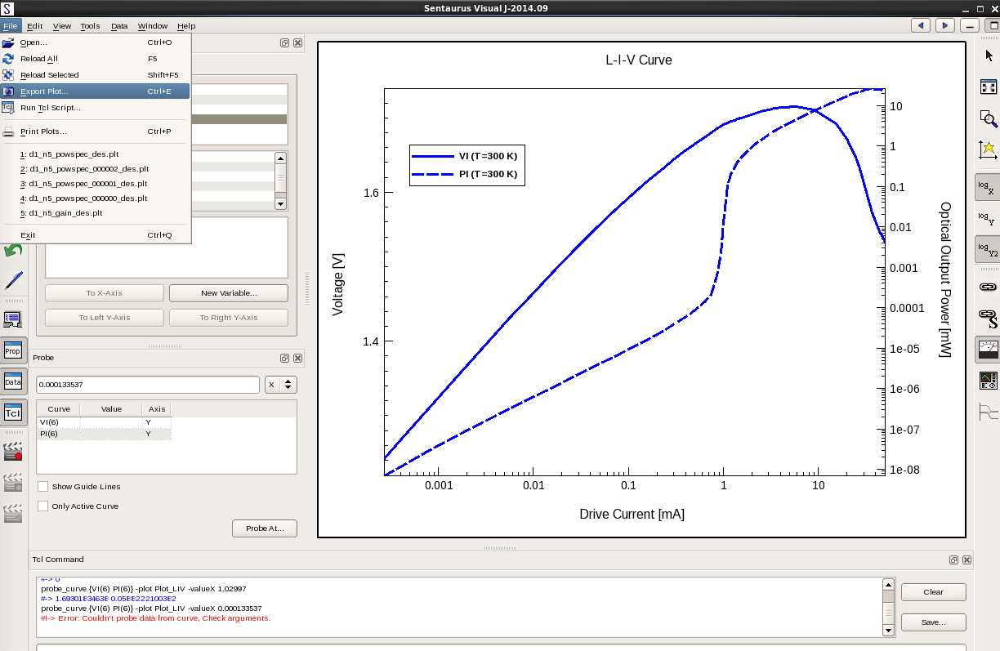 S
Sentaurus Visual J-2014.09
File Edit View Tools Data Window Help
Open... Ctrl+O
Reload All F5
Reload Selected Shift+F5
Export Plot... Ctrl+E
Run Tcl Script...
Print Plots... Ctrl+P
1: d1_n5_powspec_des.plt
2: d1_n5_powspec_000002_des.plt
3: d1_n5_powspec_000001_des.plt
4: d1_n5_powspec_000000_des.plt
5: d1_n5_gain_des.plt
Exit Ctrl+Q
To X-Axis New Variable...
To Left Y-Axis To Right Y-Axis
Prop
Data
Tcl
Probe
0.000133537 X
Curve Value Axis
VI(6) Y
PI(6) Y
Show Guide Lines
Only Active Curve
Probe At...
L-I-V Curve
VI (T=300 K)
PI (T=300 K)
Voltage [V]
1.6
1.4
Optical Output Power [mW]
10
1
0.1
0.01
0.001
0.0001
1e-05
1e-06
1e-07
1e-08
0.001 0.01 0.1 1 10
Drive Current [mA]
log X
log Y
log Y2
S
Tcl Command
#-> 0
probe_curve {VI(6) PI(6)} -plot Plot_LIV -valueX 1.02997
#-> 1.69301834638 0.0588222100382
probe_curve {VI(6) PI(6)} -plot Plot_LIV -valueX 0.000133537
#!-> Error: Couldn't probe data from curve, Check arguments.
Clear
Save...